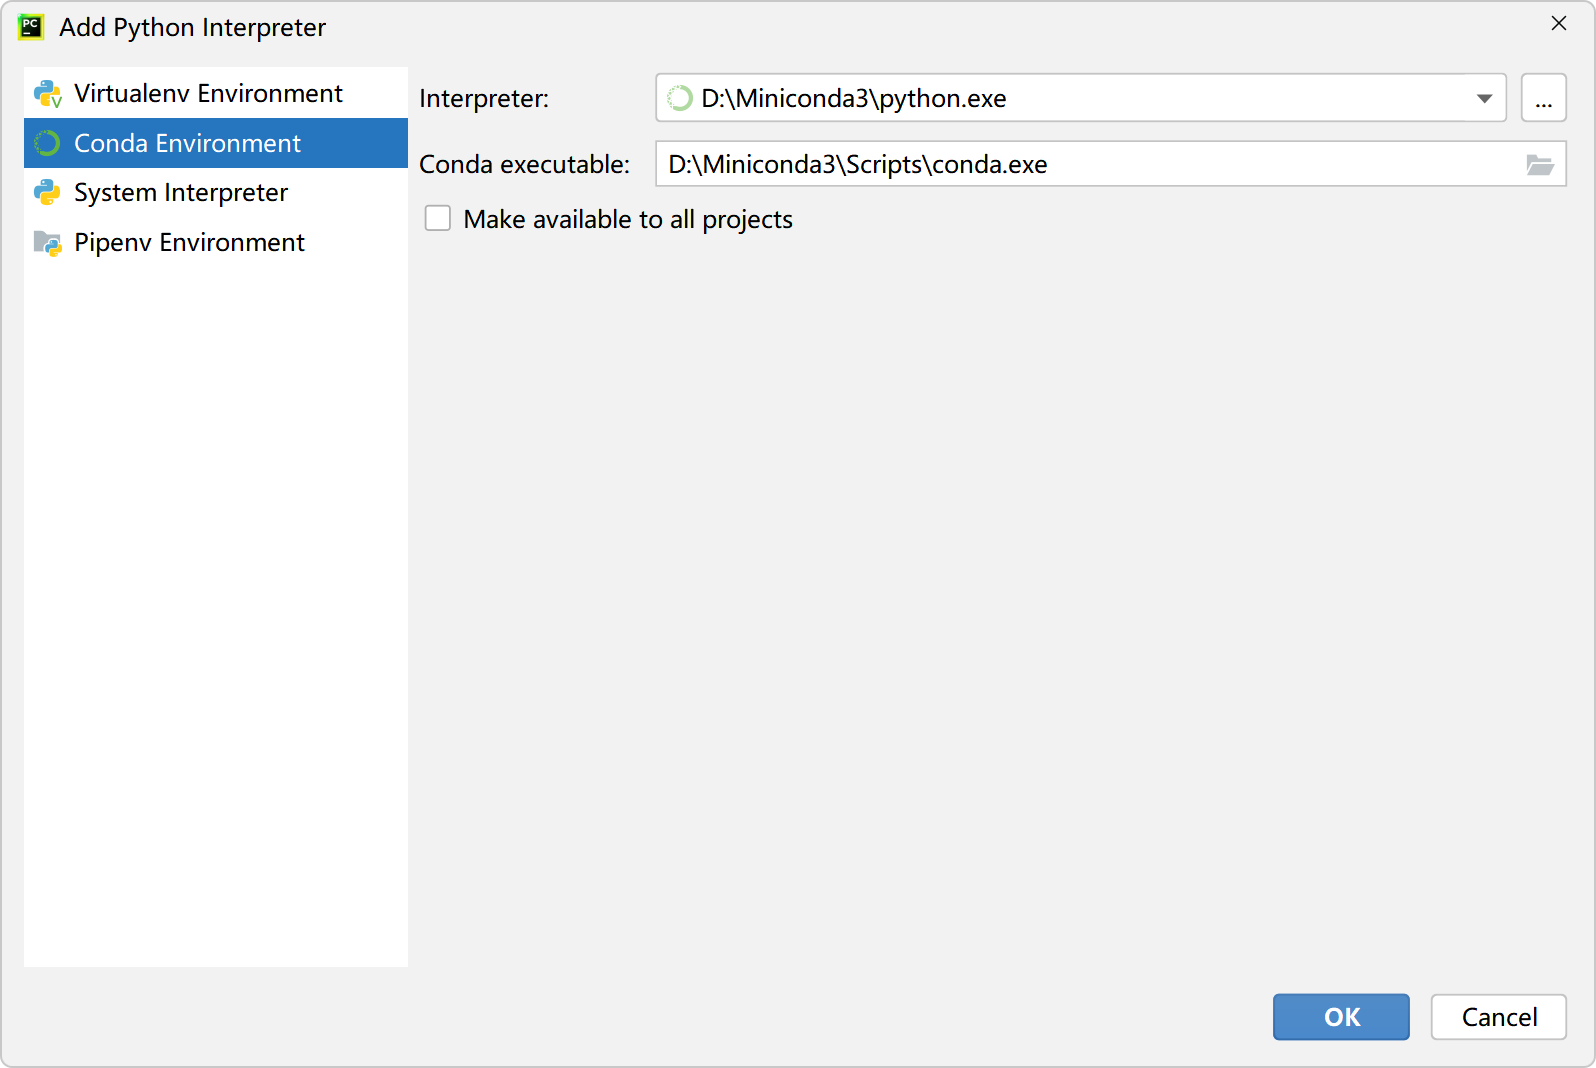 PC Add Python Interpreter
Virtualenv Environment
Conda Environment
System Interpreter
Pipenv Environment
Interpreter: D:\Miniconda3\python.exe ...
Conda executable: D:\Miniconda3\Scripts\conda.exe
Make available to all projects
OK Cancel